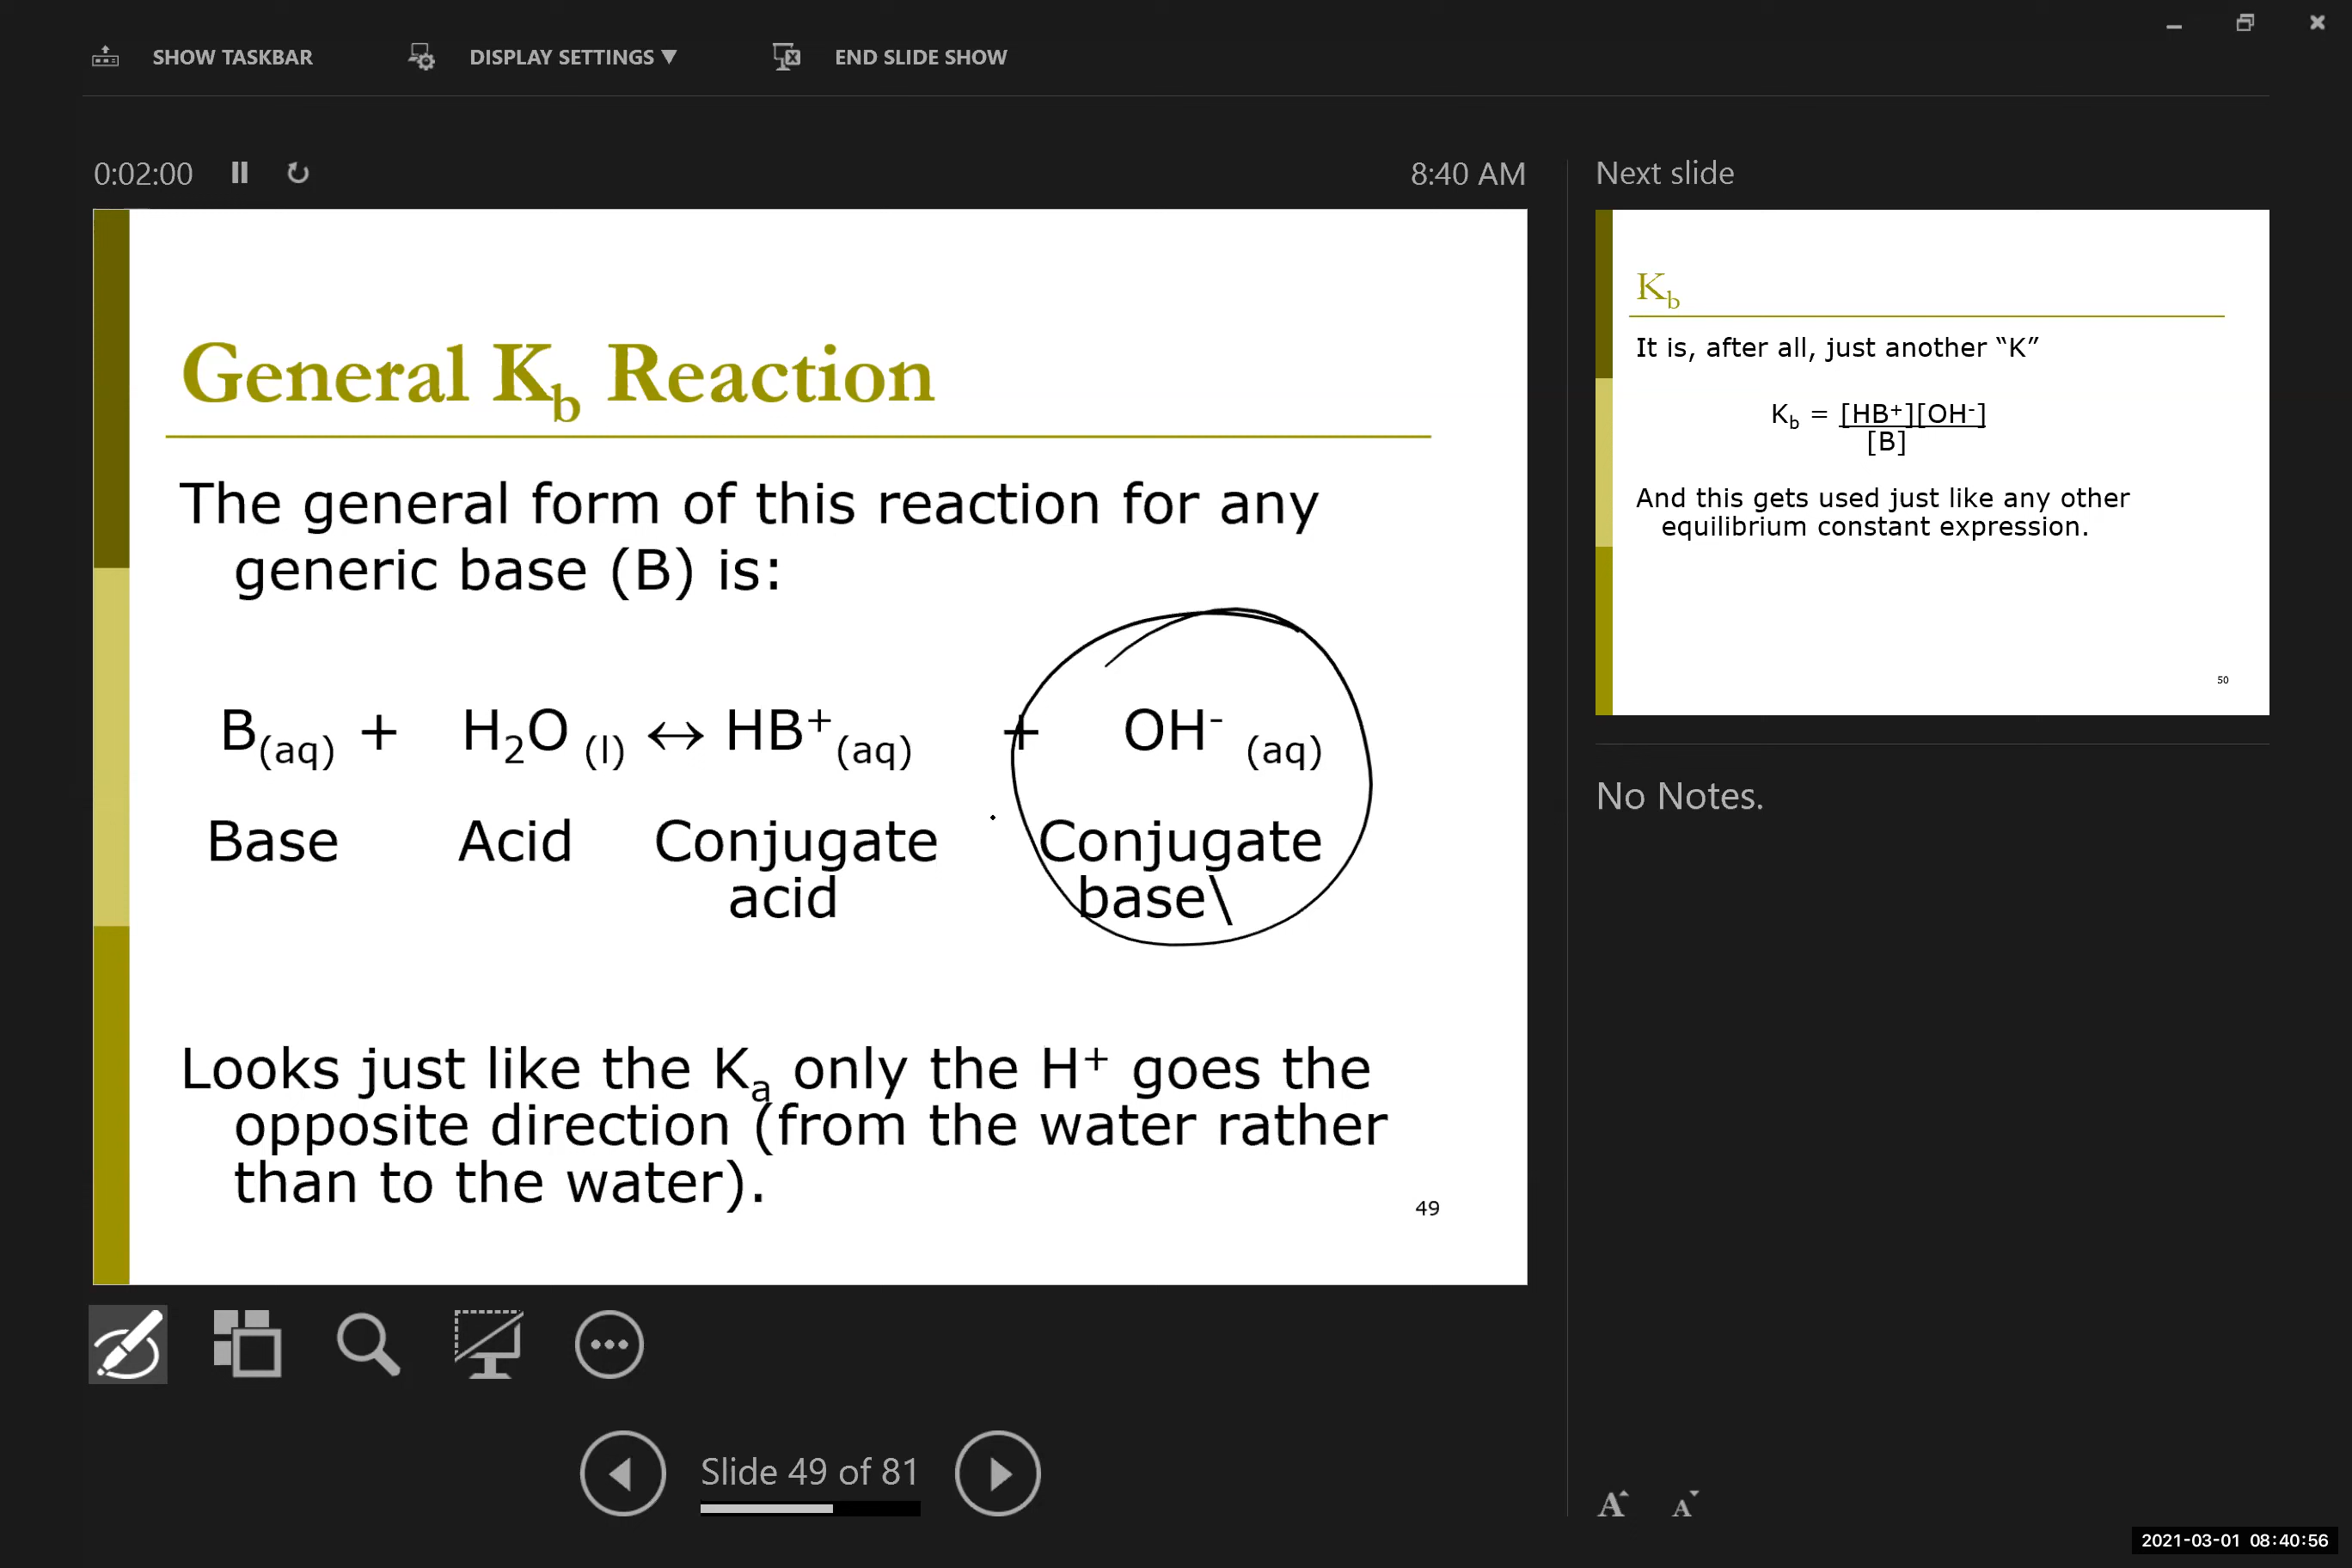 SHOW TASKBAR
DISPLAY SETTINGS ▼
END SLIDE SHOW
0:02:00
8:40 AM
General Kb Reaction
The general form of this reaction for any
generic base (B) is:
B(aq) + H2O (l) ↔ HB+(aq) + OH- (aq)
Base Acid Conjugate Conjugate
acid base\
Looks just like the Ka only the H+ goes the
opposite direction (from the water rather
than to the water).
49
Slide 49 of 81
Next slide
Kb
It is, after all, just another “K”
Kb = [HB+][OH-]
[B]
And this gets used just like any other
equilibrium constant expression.
50
No Notes.
A A
2021-03-01 08:40:56